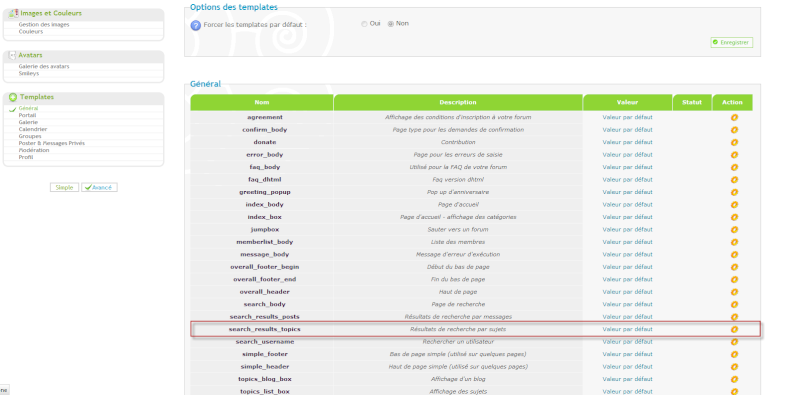 Images et Couleurs
Gestion des images
Couleurs
Avatars
Galerie des avatars
Smileys
Templates
Général
Portail
Galerie
Calendrier
Groupes
Poster & Messages Privés
Modération
Profil
Simple Avancé
Options des templates
Forcer les templates par défaut : Oui Non
Enregistrer
Général
Nom Description Valeur Statut Action
agreement Affichage des conditions d'inscription à votre forum Valeur par défaut
confirm_body Page type pour les demandes de confirmation Valeur par défaut
donate Contribution Valeur par défaut
error_body Page pour les erreurs de saisie Valeur par défaut
faq_body Utilisé pour la FAQ de votre forum Valeur par défaut
faq_dhtml Faq version dhtml Valeur par défaut
greeting_popup Pop up d'anniversaire Valeur par défaut
index_body Page d'accueil Valeur par défaut
index_box Page d'accueil - affichage des catégories Valeur par défaut
jumpbox Sauter vers un forum Valeur par défaut
memberlist_body Liste des membres Valeur par défaut
message_body Message d'erreur d'exécution Valeur par défaut
overall_footer_begin Début du bas de page Valeur par défaut
overall_footer_end Fin du bas de page Valeur par défaut
overall_header Haut de page Valeur par défaut
search_body Page de recherche Valeur par défaut
search_results_posts Résultats de recherche par messages Valeur par défaut
search_results_topics Résultats de recherche par sujets Valeur par défaut
search_username Rechercher un utilisateur Valeur par défaut
simple_footer Bas de page simple (utilisé sur quelques pages) Valeur par défaut
simple_header Haut de page simple (utilisé sur quelques pages) Valeur par défaut
topics_blog_box Affichage d'un blog Valeur par défaut
topics_list_box Affichage des sujets Valeur par défaut